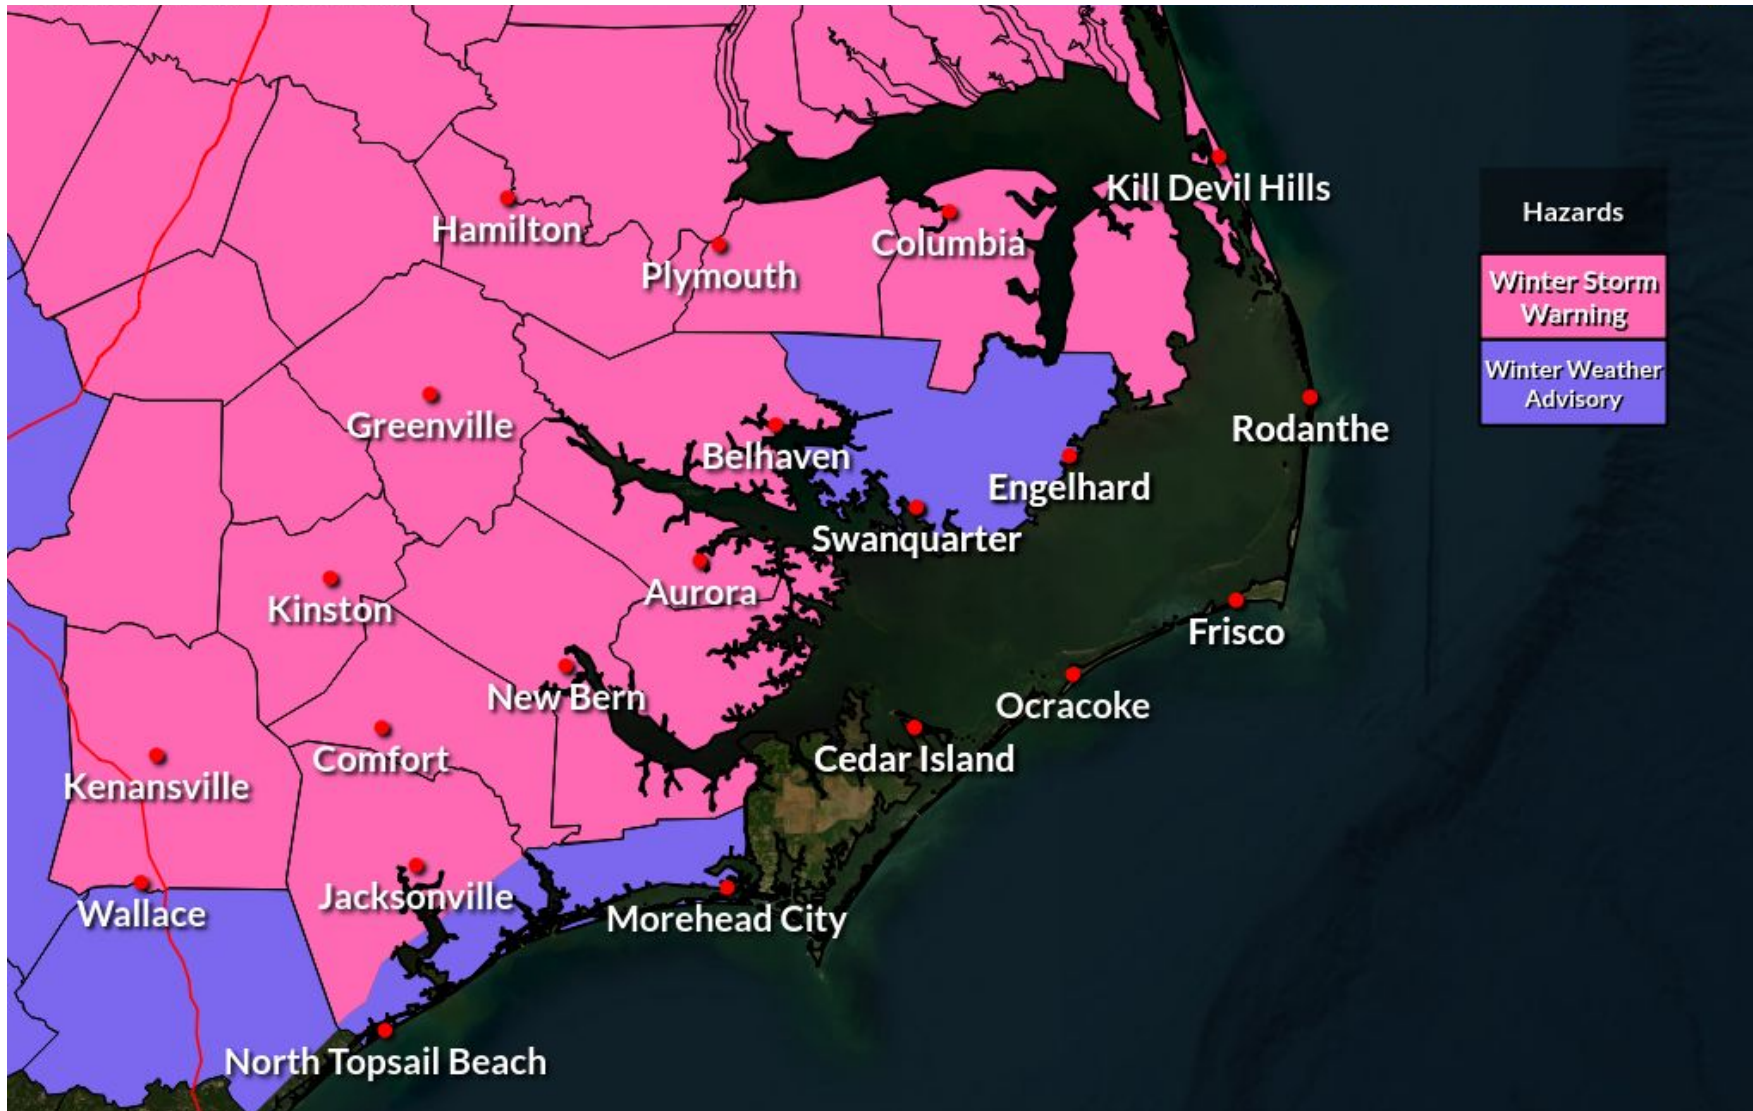 Kill Devil Hills
Hazards
Hamilton
Columbia
Plymouth
Winter Storm
Warning
Winter Weather
Advisory
Greenville
Rodanthe
Belhaven
Engelhard
Swanquarter
Aurora
Kinston
Frisco
New Bern
Ocracoke
Comfort
Cedar Island
Kenansville
Jacksonville
Wallace
Morehead City
North Topsail Beach